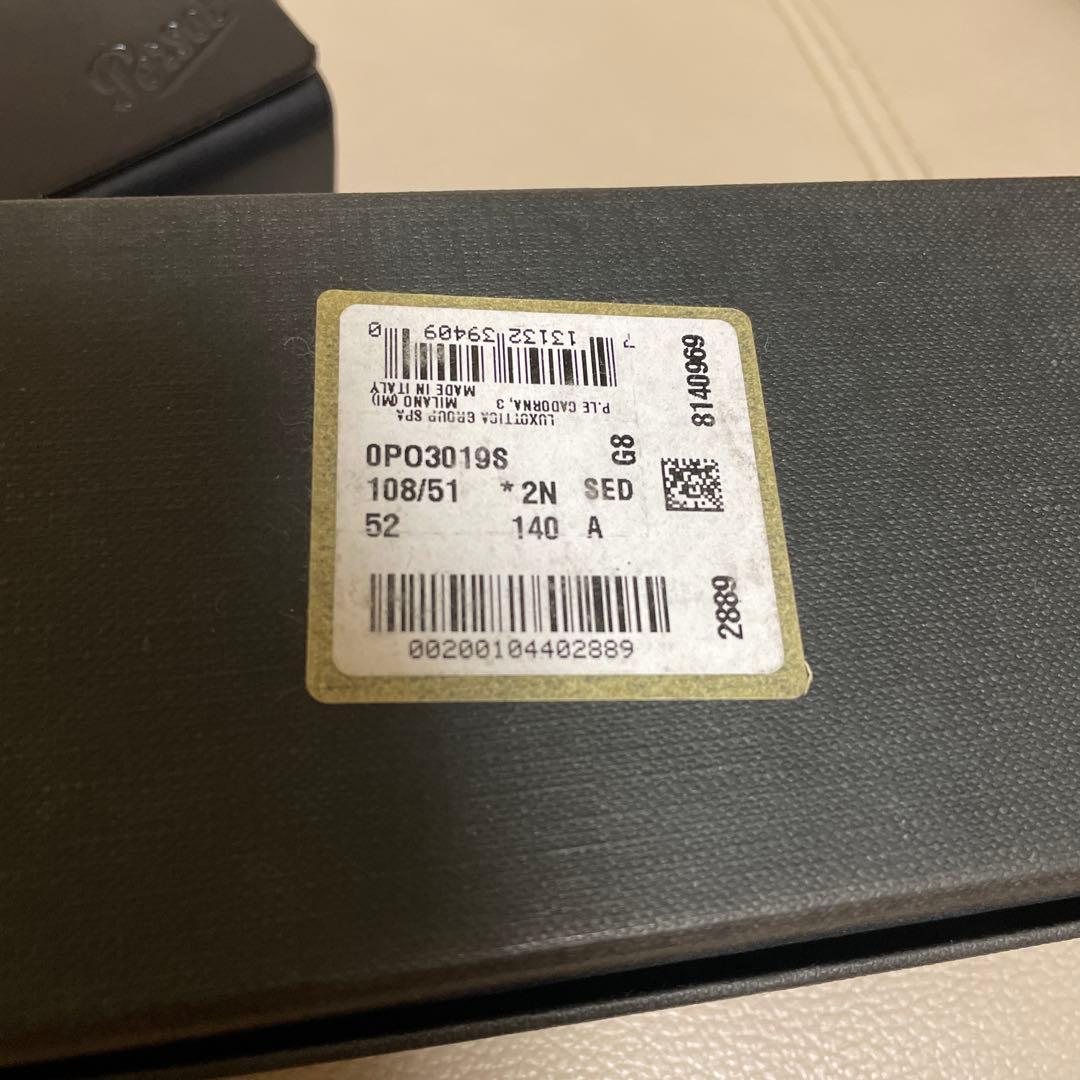 Persol
7 13132 39409 0
LUXOTTICA GROUP SPA
P.LE CADORNA, 3 MILANO (MI)
MADE IN ITALY
0PO3019S G8
108/51 *2N SED
52 140 A
00200104402889
8140969
2889